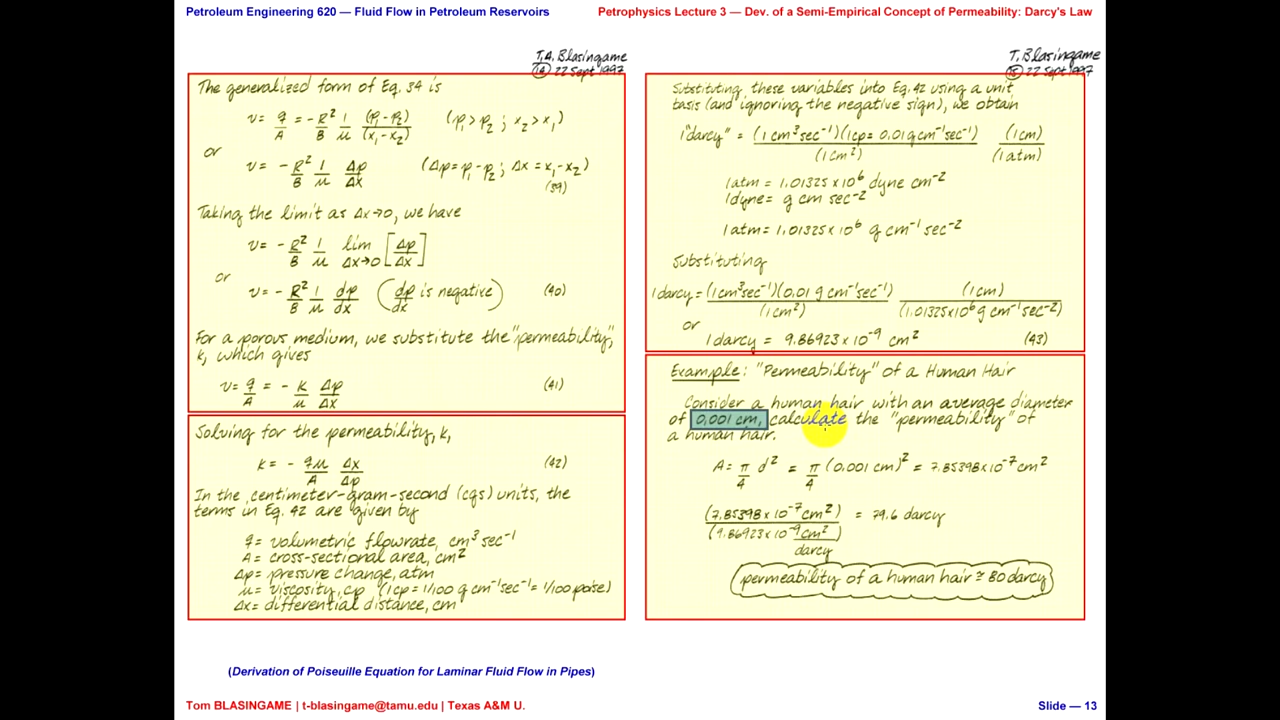 Petroleum Engineering 620 — Fluid Flow in Petroleum Reservoirs
Petrophysics Lecture 3 — Dev. of a Semi-Empirical Concept of Permeability: Darcy's Law
T.A. Blasingame
(14) 22 Sept 1997
The generalized form of Eq. 34 is
v = q/A = - R²/8 1/μ (p₁-p₂)/(x₁-x₂) (p₁>p₂ ; x₂>x₁)
or
v = - R²/8 1/μ Δp/Δx (Δp=p₁-p₂ ; Δx = x₁-x₂)
(39)
Taking the limit as Δx→0, we have
v = - R²/8 1/μ lim Δx→0 [Δp/Δx]
or
v = - R²/8 1/μ dp/dx (dp/dx is negative) (40)
For a porous medium, we substitute the "permeability",
k, which gives
v = q/A = - k/μ Δp/Δx (41)
Solving for the permeability, k,
k = - qμ/A Δx/Δp (42)
In the centimeter-gram-second (cgs) units, the
terms in Eq. 42 are given by
q = volumetric flowrate, cm³ sec⁻¹
A = cross-sectional area, cm²
Δp = pressure change, atm
μ = viscosity, cp (1cp = 1/100 g cm⁻¹ sec⁻¹ = 1/100 poise)
Δx = differential distance, cm
T. Blasingame
(15) 22 Sept 1997
Substituting these variables into Eq. 42 using a unit
basis (and ignoring the negative sign), we obtain
1 "darcy" = (1 cm³ sec⁻¹)(1cp = 0.01 g cm⁻¹ sec⁻¹)/(1 cm²) (1 cm)/(1 atm)
1 atm = 1.01325 x 10⁶ dyne cm⁻²
1 dyne = g cm sec⁻²
1 atm = 1.01325 x 10⁶ g cm⁻¹ sec⁻²
Substituting
1 darcy = (1 cm³ sec⁻¹)(0.01 g cm⁻¹ sec⁻¹)/(1 cm²) (1 cm)/(1.01325x10⁶ g cm⁻¹ sec⁻²)
or
1 darcy = 9.86923 x 10⁻⁹ cm² (43)
Example: "Permeability" of a Human Hair
Consider a human hair with an average diameter
of 0.001 cm, calculate the "permeability" of
a human hair.
A = π/4 d² = π/4 (0.001 cm)² = 7.85398 x 10⁻⁷ cm²
(7.85398 x 10⁻⁷ cm²)/(9.86923 x 10⁻⁹ cm²/darcy) = 79.6 darcy
permeability of a human hair ≅ 80 darcy
(Derivation of Poiseuille Equation for Laminar Fluid Flow in Pipes)
Tom BLASINGAME | t-blasingame@tamu.edu | Texas A&M U.
Slide — 13